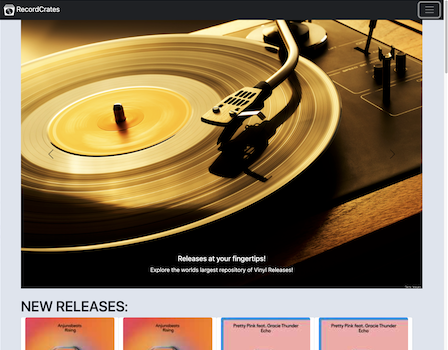 RecordCrates
Releases at your fingertips!
Explore the worlds largest repository of Vinyl Releases!
NEW RELEASES:
Anjunabeats
Rising
Anjunabeats
Rising
Pretty Pink feat. Gracie Thunder
Echo
Pretty Pink feat. Gracie Thunder
Echo